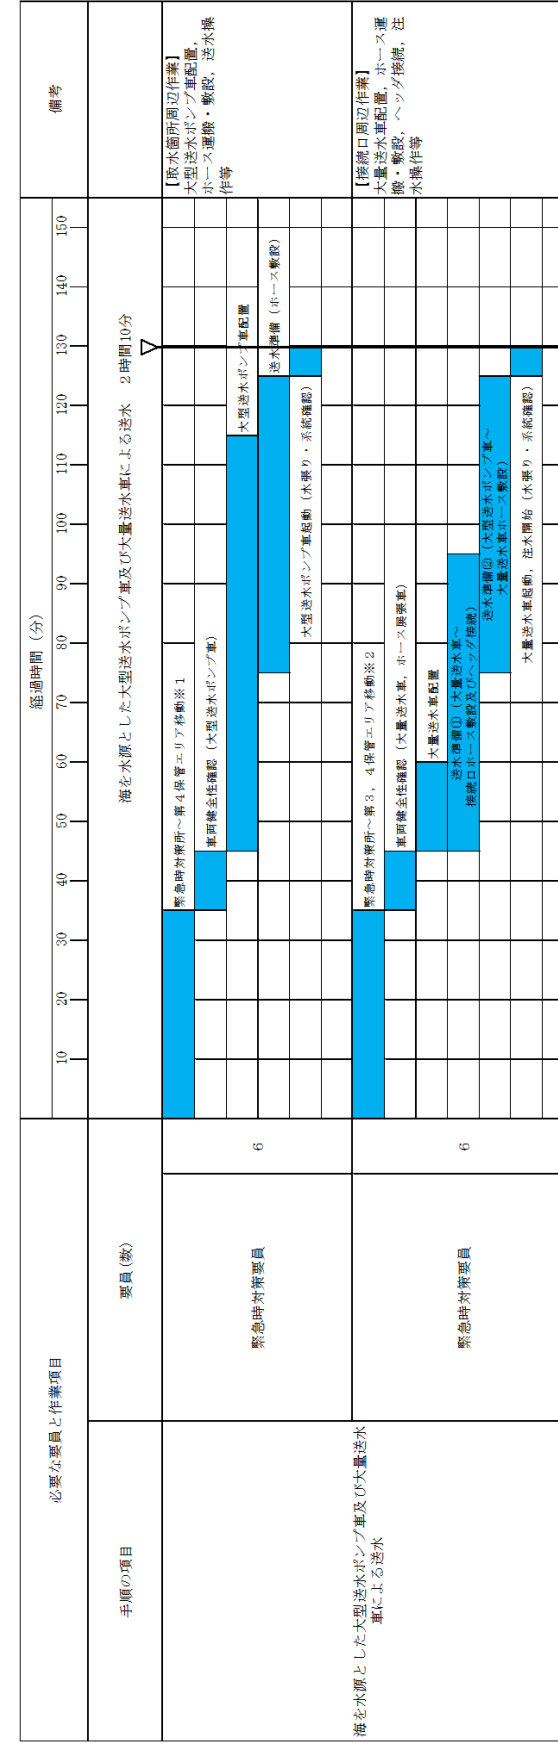 必要な要員と作業項目
経過時間（分）
備考
手順の項目
要員(数)
10
20
30
40
50
60
70
80
90
100
110
120
130
140
150
海を水源とした大型送水ポンプ車及び大量送水車による送水　２時間10分
▽
海を水源とした大型送水ポンプ車及び大量送水
車による送水
緊急時対策要員
6
緊急時対策所～第４保管エリア移動※１
車両健全性確認（大型送水ポンプ車）
大型送水ポンプ車配置
送水準備（ホース敷設）
大型送水ポンプ車起動（水張り・系統確認）
【取水箇所周辺作業】
大型送水ポンプ車配置，
ホース運搬・敷設，送水操
作等
緊急時対策要員
6
緊急時対策所～第３，４保管エリア移動※２
車両健全性確認（大量送水車，ホース展張車）
大量送水車配置
送水準備①（大量送水車～
接続口ホース敷設及びヘッダ接続）
送水準備②（大型送水ポンプ車～
大量送水車ホース敷設）
大量送水車起動，注水開始（水張り・系統確認）
【接続口周辺作業】
大量送水車配置，ホース運
搬・敷設，ヘッダ接続，注
水操作等